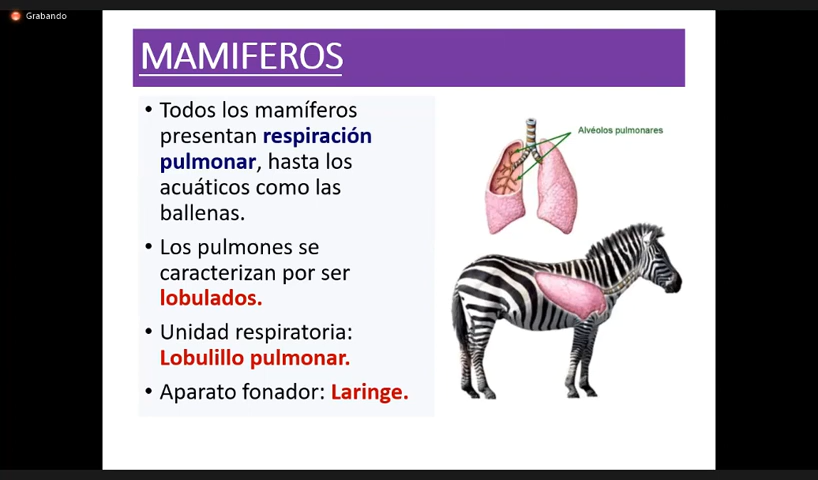 Grabando
MAMIFEROS
• Todos los mamíferos
presentan respiración
pulmonar, hasta los
acuáticos como las
ballenas.
• Los pulmones se
caracterizan por ser
lobulados.
• Unidad respiratoria:
Lobulillo pulmonar.
• Aparato fonador: Laringe.
Alvéolos pulmonares